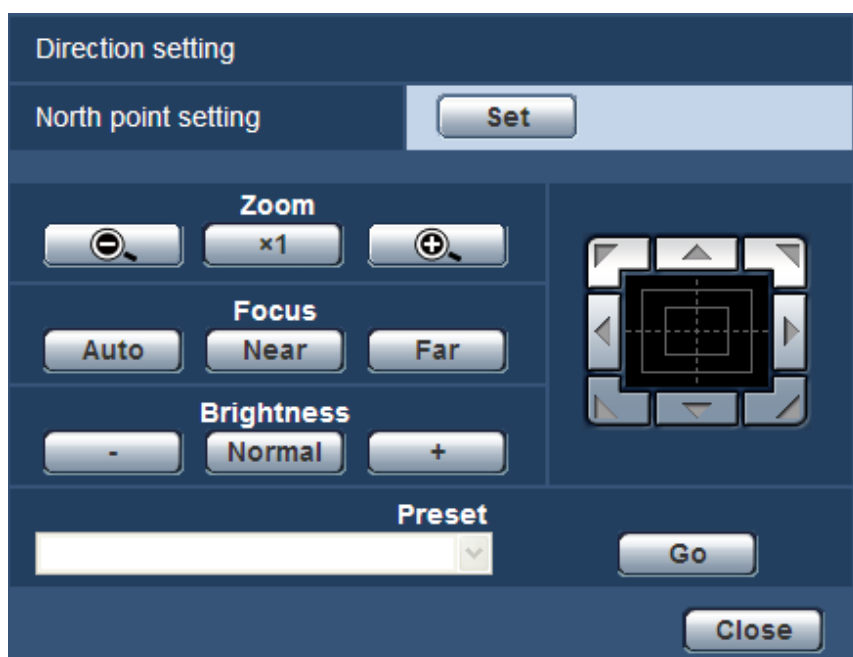 Direction setting
North point setting Set
Zoom
×1
Focus
Auto Near Far
Brightness
- Normal +
Preset
Go
Close